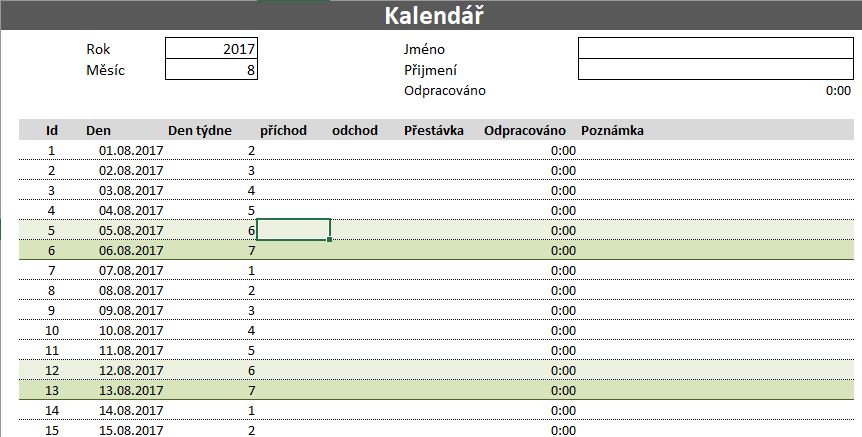 Kalendář
Rok 2017 Jméno
Měsíc 8 Přijmení
Odpracováno 0:00
Id Den Den týdne příchod odchod Přestávka Odpracováno Poznámka
1 01.08.2017 2 0:00
2 02.08.2017 3 0:00
3 03.08.2017 4 0:00
4 04.08.2017 5 0:00
5 05.08.2017 6 0:00
6 06.08.2017 7 0:00
7 07.08.2017 1 0:00
8 08.08.2017 2 0:00
9 09.08.2017 3 0:00
10 10.08.2017 4 0:00
11 11.08.2017 5 0:00
12 12.08.2017 6 0:00
13 13.08.2017 7 0:00
14 14.08.2017 1 0:00
15 15.08.2017 2 0:00